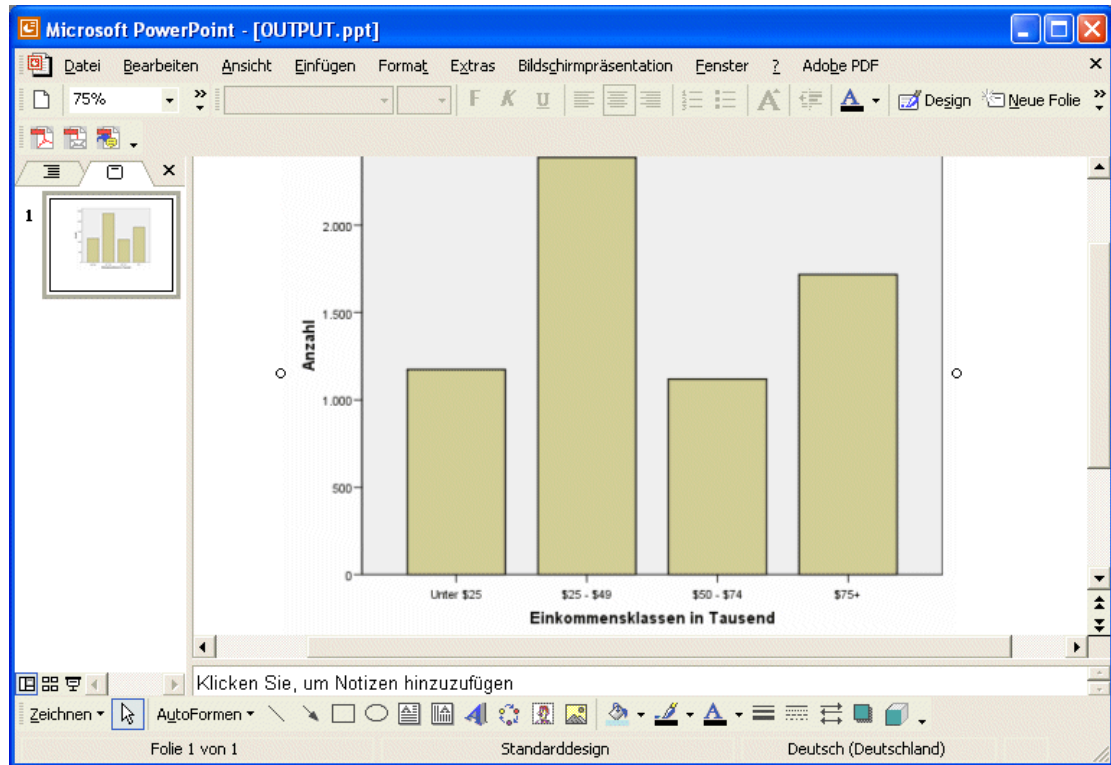 Microsoft PowerPoint - [OUTPUT.ppt]
Datei Bearbeiten Ansicht Einfügen Format Extras Bildschirmpräsentation Fenster ? Adobe PDF
75% F K U Design Neue Folie
1
2.000
1.500
Anzahl
1.000
500
0
Unter $25 $25 - $49 $50 - $74 $75+
Einkommensklassen in Tausend
Klicken Sie, um Notizen hinzuzufügen
Zeichnen AutoFormen
Folie 1 von 1 Standarddesign Deutsch (Deutschland)